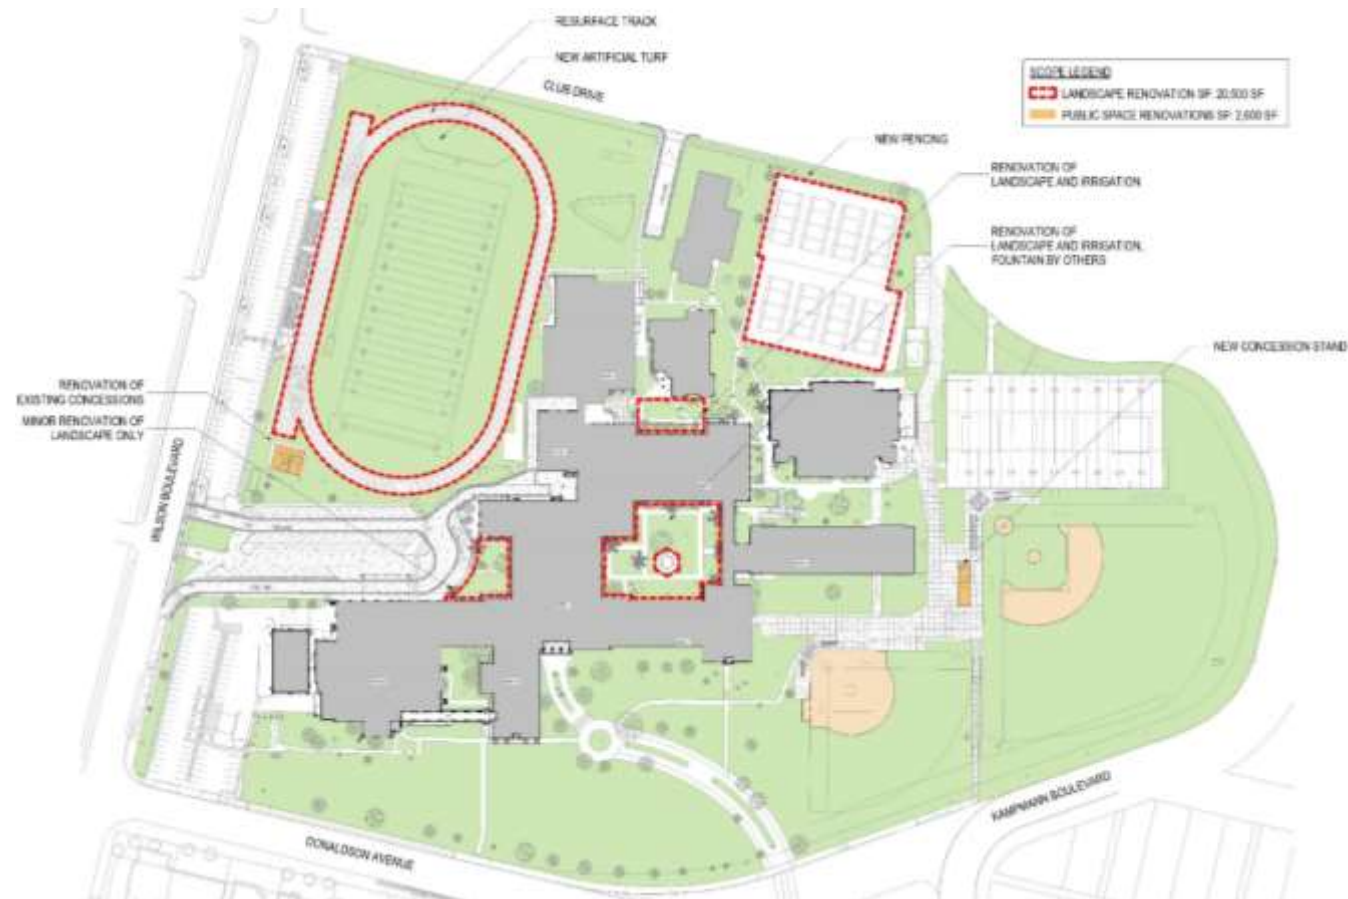 RESURFACE TRACK
NEW ARTIFICIAL TURF
CLUB DRIVE
SCOPE LEGEND
LANDSCAPE RENOVATION SF: 20,500 SF
PUBLIC SPACE RENOVATIONS SF: 2,600 SF
NEW FENCING
RENOVATION OF
LANDSCAPE AND IRRIGATION
RENOVATION OF
LANDSCAPE AND IRRIGATION,
FOUNTAIN BY OTHERS
NEW CONCESSION STAND
RENOVATION OF
EXISTING CONCESSIONS
MINOR RENOVATION OF
LANDSCAPE ONLY
WILSON BOULEVARD
KAMPMANN BOULEVARD
DONALDSON AVENUE